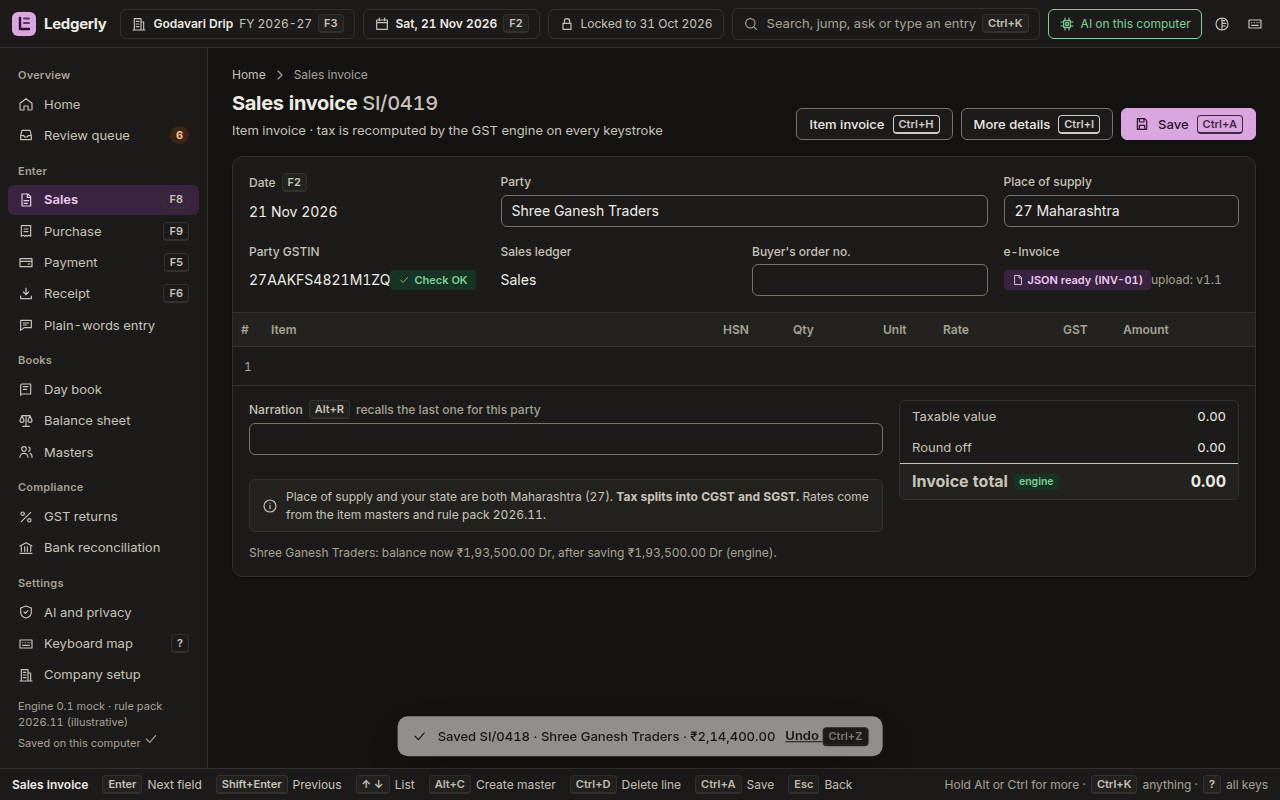 Ledgerly
Godavari Drip FY 2026-27 F3
Sat, 21 Nov 2026 F2
Locked to 31 Oct 2026
Search, jump, ask or type an entry Ctrl+K
AI on this computer
Overview
Home
Review queue 6
Enter
Sales F8
Purchase F9
Payment F5
Receipt F6
Plain-words entry
Books
Day book
Balance sheet
Masters
Compliance
GST returns
Bank reconciliation
Settings
AI and privacy
Keyboard map ?
Company setup
Engine 0.1 mock · rule pack
2026.11 (illustrative)
Saved on this computer
Home > Sales invoice
Sales invoice SI/0419
Item invoice · tax is recomputed by the GST engine on every keystroke
Item invoice Ctrl+H
More details Ctrl+I
Save Ctrl+A
Date F2
Party
Place of supply
21 Nov 2026
Shree Ganesh Traders
27 Maharashtra
Party GSTIN
Sales ledger
Buyer's order no.
e-Invoice
27AAKFS4821M1ZQ Check OK
Sales
JSON ready (INV-01) upload: v1.1
# Item HSN Qty Unit Rate GST Amount
1
Narration Alt+R recalls the last one for this party
Taxable value 0.00
Round off 0.00
Invoice total engine 0.00
Place of supply and your state are both Maharashtra (27). Tax splits into CGST and SGST. Rates come
from the item masters and rule pack 2026.11.
Shree Ganesh Traders: balance now ₹1,93,500.00 Dr, after saving ₹1,93,500.00 Dr (engine).
Saved SI/0418 · Shree Ganesh Traders · ₹2,14,400.00 Undo Ctrl+Z
Sales invoice Enter Next field Shift+Enter Previous ↑↓ List Alt+C Create master Ctrl+D Delete line Ctrl+A Save Esc Back Hold Alt or Ctrl for more · Ctrl+K anything · ? all keys